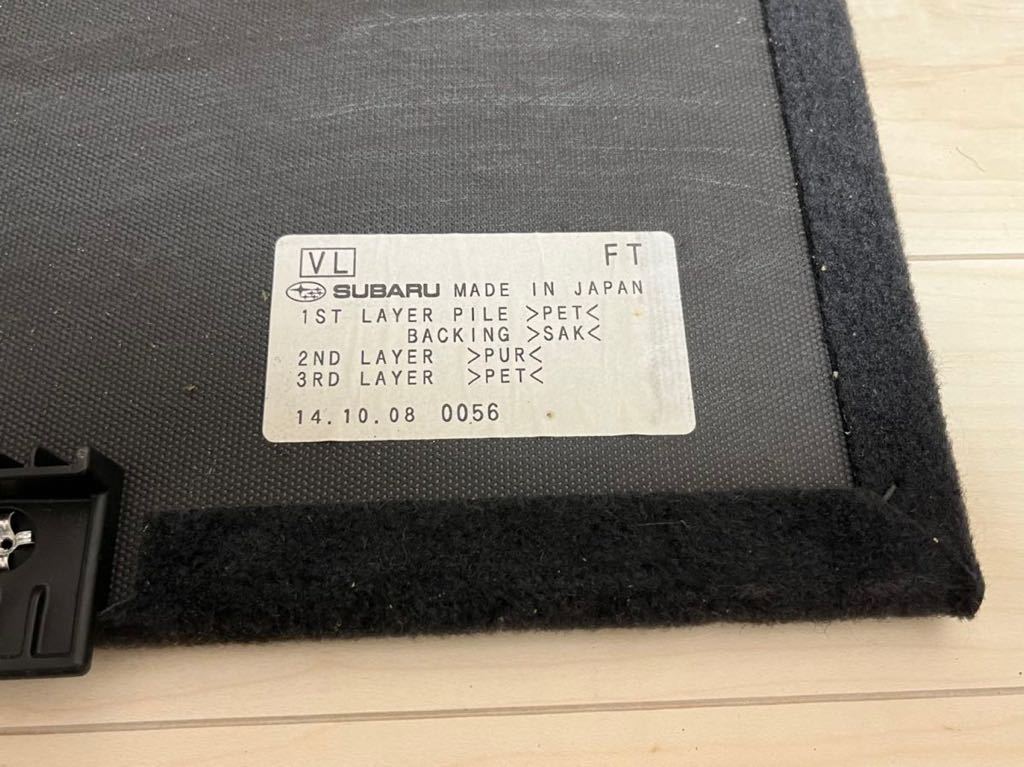 VL FT
SUBARU MADE IN JAPAN
1ST LAYER PILE >PET<
BACKING >SAK<
2ND LAYER >PUR<
3RD LAYER >PET<
14.10.08 0056